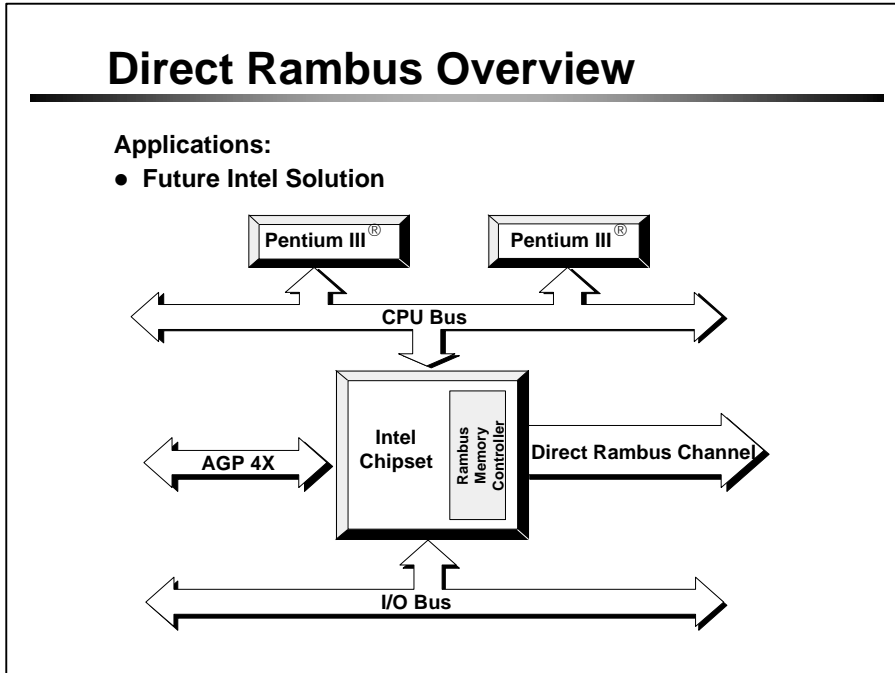 Direct Rambus Overview
Applications:
● Future Intel Solution
Pentium III®
Pentium III®
CPU Bus
Intel
Chipset
Rambus
Memory
Controller
Direct Rambus Channel
AGP 4X
I/O Bus